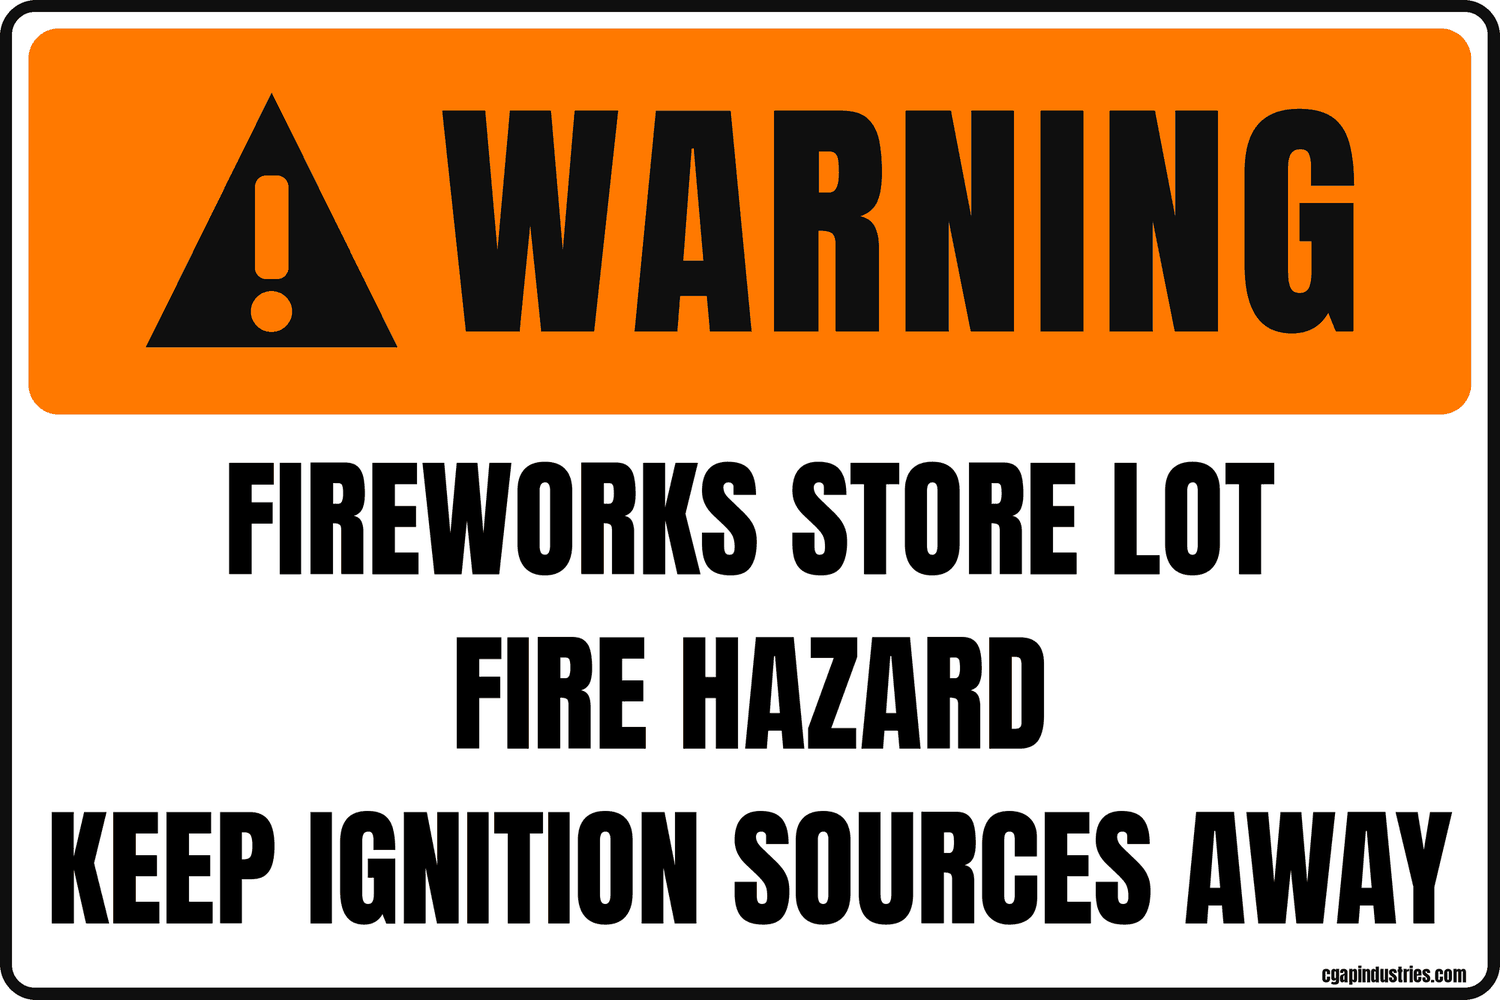 WARNING
FIREWORKS STORE LOT
FIRE HAZARD
KEEP IGNITION SOURCES AWAY
cgapindustries.com